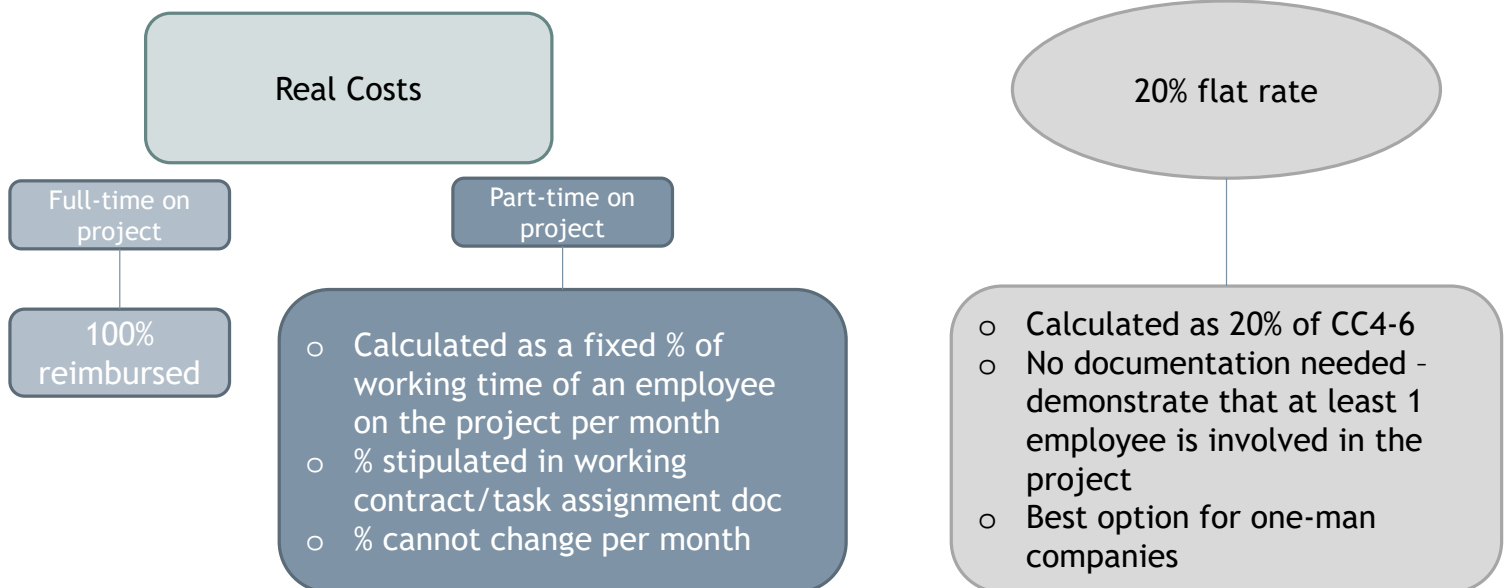 Real Costs
20% flat rate
Full-time on
project
Part-time on
project
100%
reimbursed
o Calculated as a fixed % of
working time of an employee
on the project per month
o % stipulated in working
contract/task assignment doc
o % cannot change per month
o Calculated as 20% of CC4-6
o No documentation needed –
demonstrate that at least 1
employee is involved in the
project
o Best option for one-man
companies